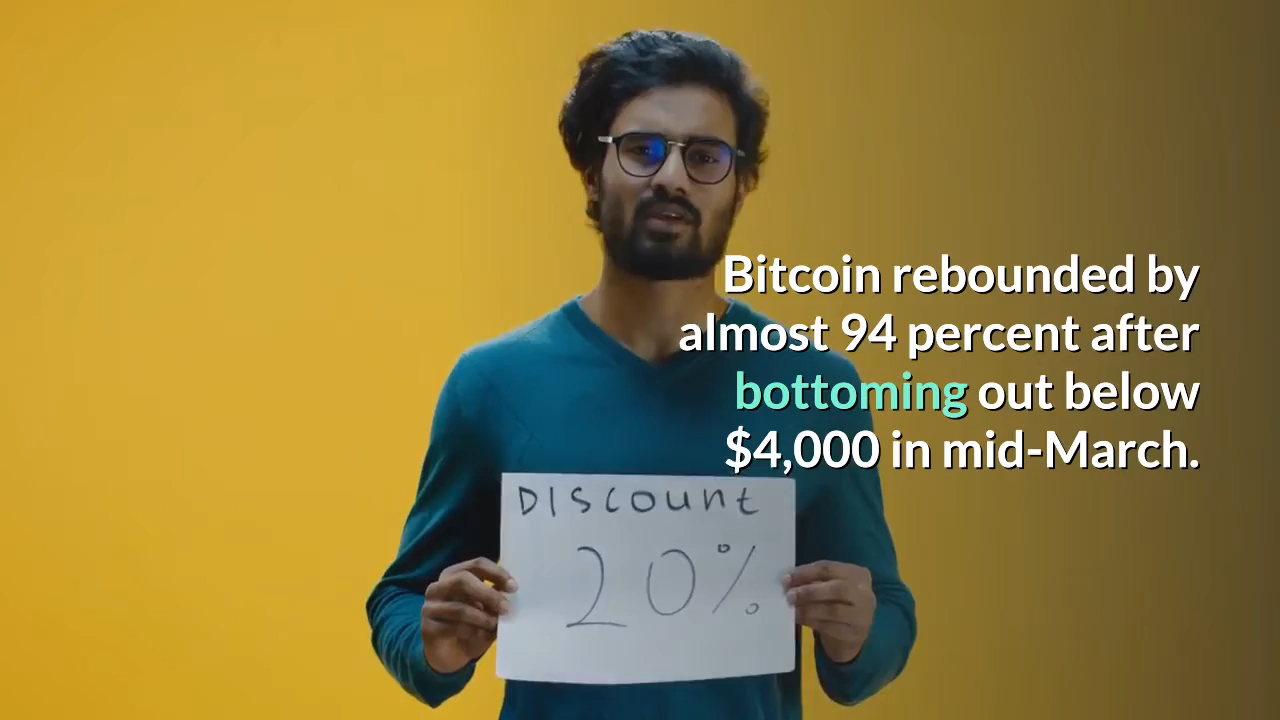 Bitcoin rebounded by
almost 94 percent after
bottoming out below
$4,000 in mid-March.
DISCOUNT
20%